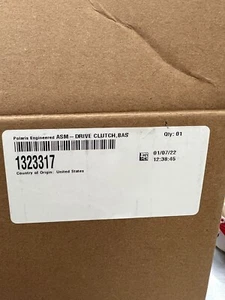 Polaris Engineered ASM - DRIVE CLUTCH,BAS Qty: 01
1323317
Country of Origin: United States
01/07/22
12:38:45